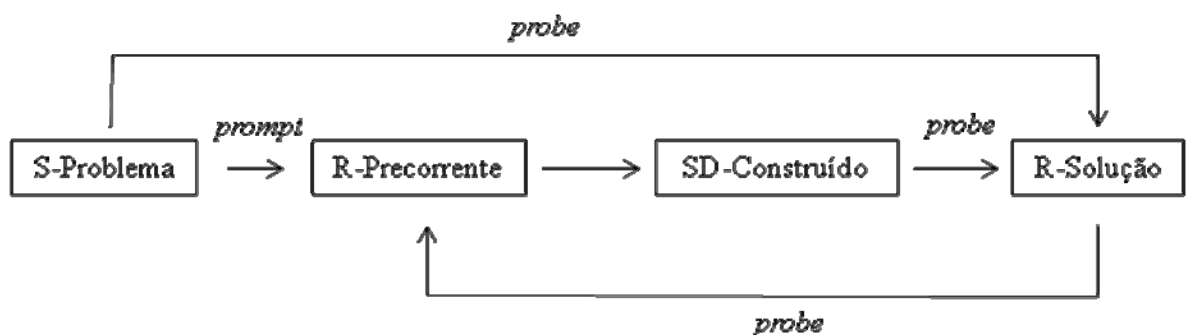 probe
prompt
probe
S-Problema
R-Precorrente
SD-Construído
R-Solução
probe